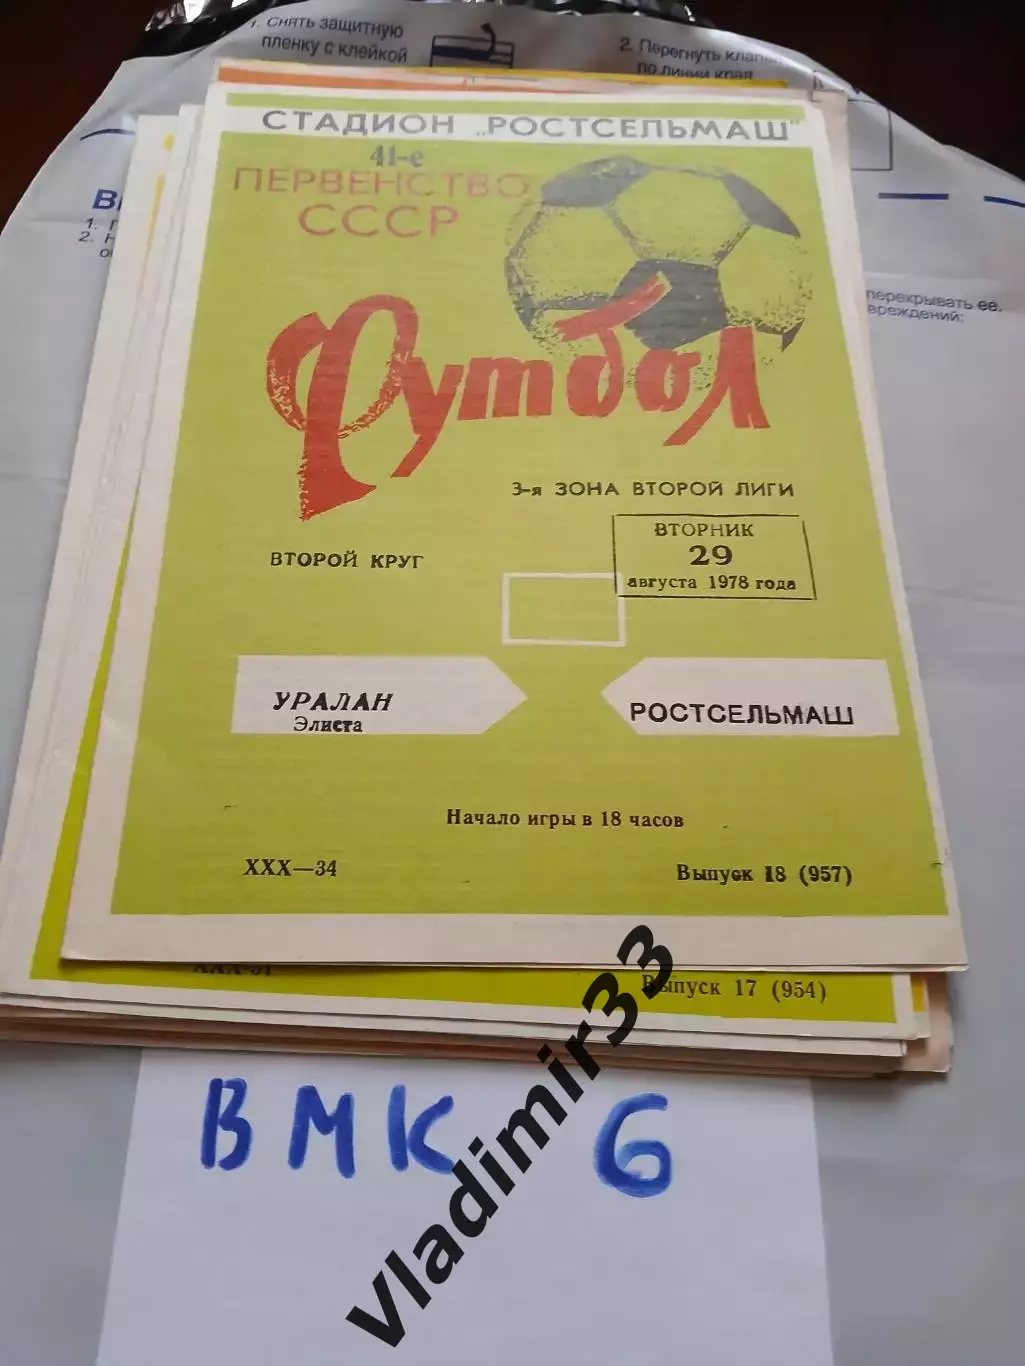 1. Снять защитную
пленку с клейкой
2. Перегнуть
по линии края
СТАДИОН „РОСТСЕЛЬМАШ"
41-е
ПЕРВЕНСТВО
СССР
Футбол
3-я ЗОНА ВТОРОЙ ЛИГИ
ВТОРОЙ КРУГ
ВТОРНИК
29
августа 1978 года
УРАЛАН
Элиста
РОСТСЕЛЬМАШ
Начало игры в 18 часов
XXX—34
Выпуск 18 (957)
Выпуск 17 (954)
перекрывать ее.
1.
2.
ВМК 6
Vladimir33